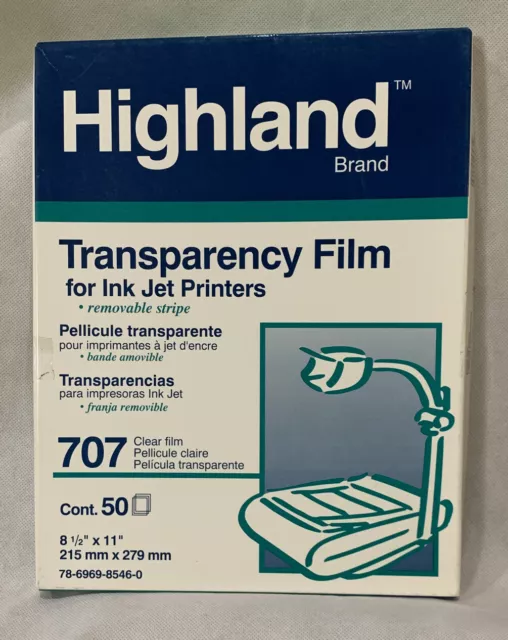 Highland™
Brand
Transparency Film
for Ink Jet Printers
• removable stripe
Pellicule transparente
pour imprimantes à jet d'encre
• bande amovible
Transparencias
para impresoras Ink Jet
• franja removible
707 Clear film
Pellicule claire
Película transparente
Cont. 50
8 1/2" x 11"
215 mm x 279 mm
78-6969-8546-0